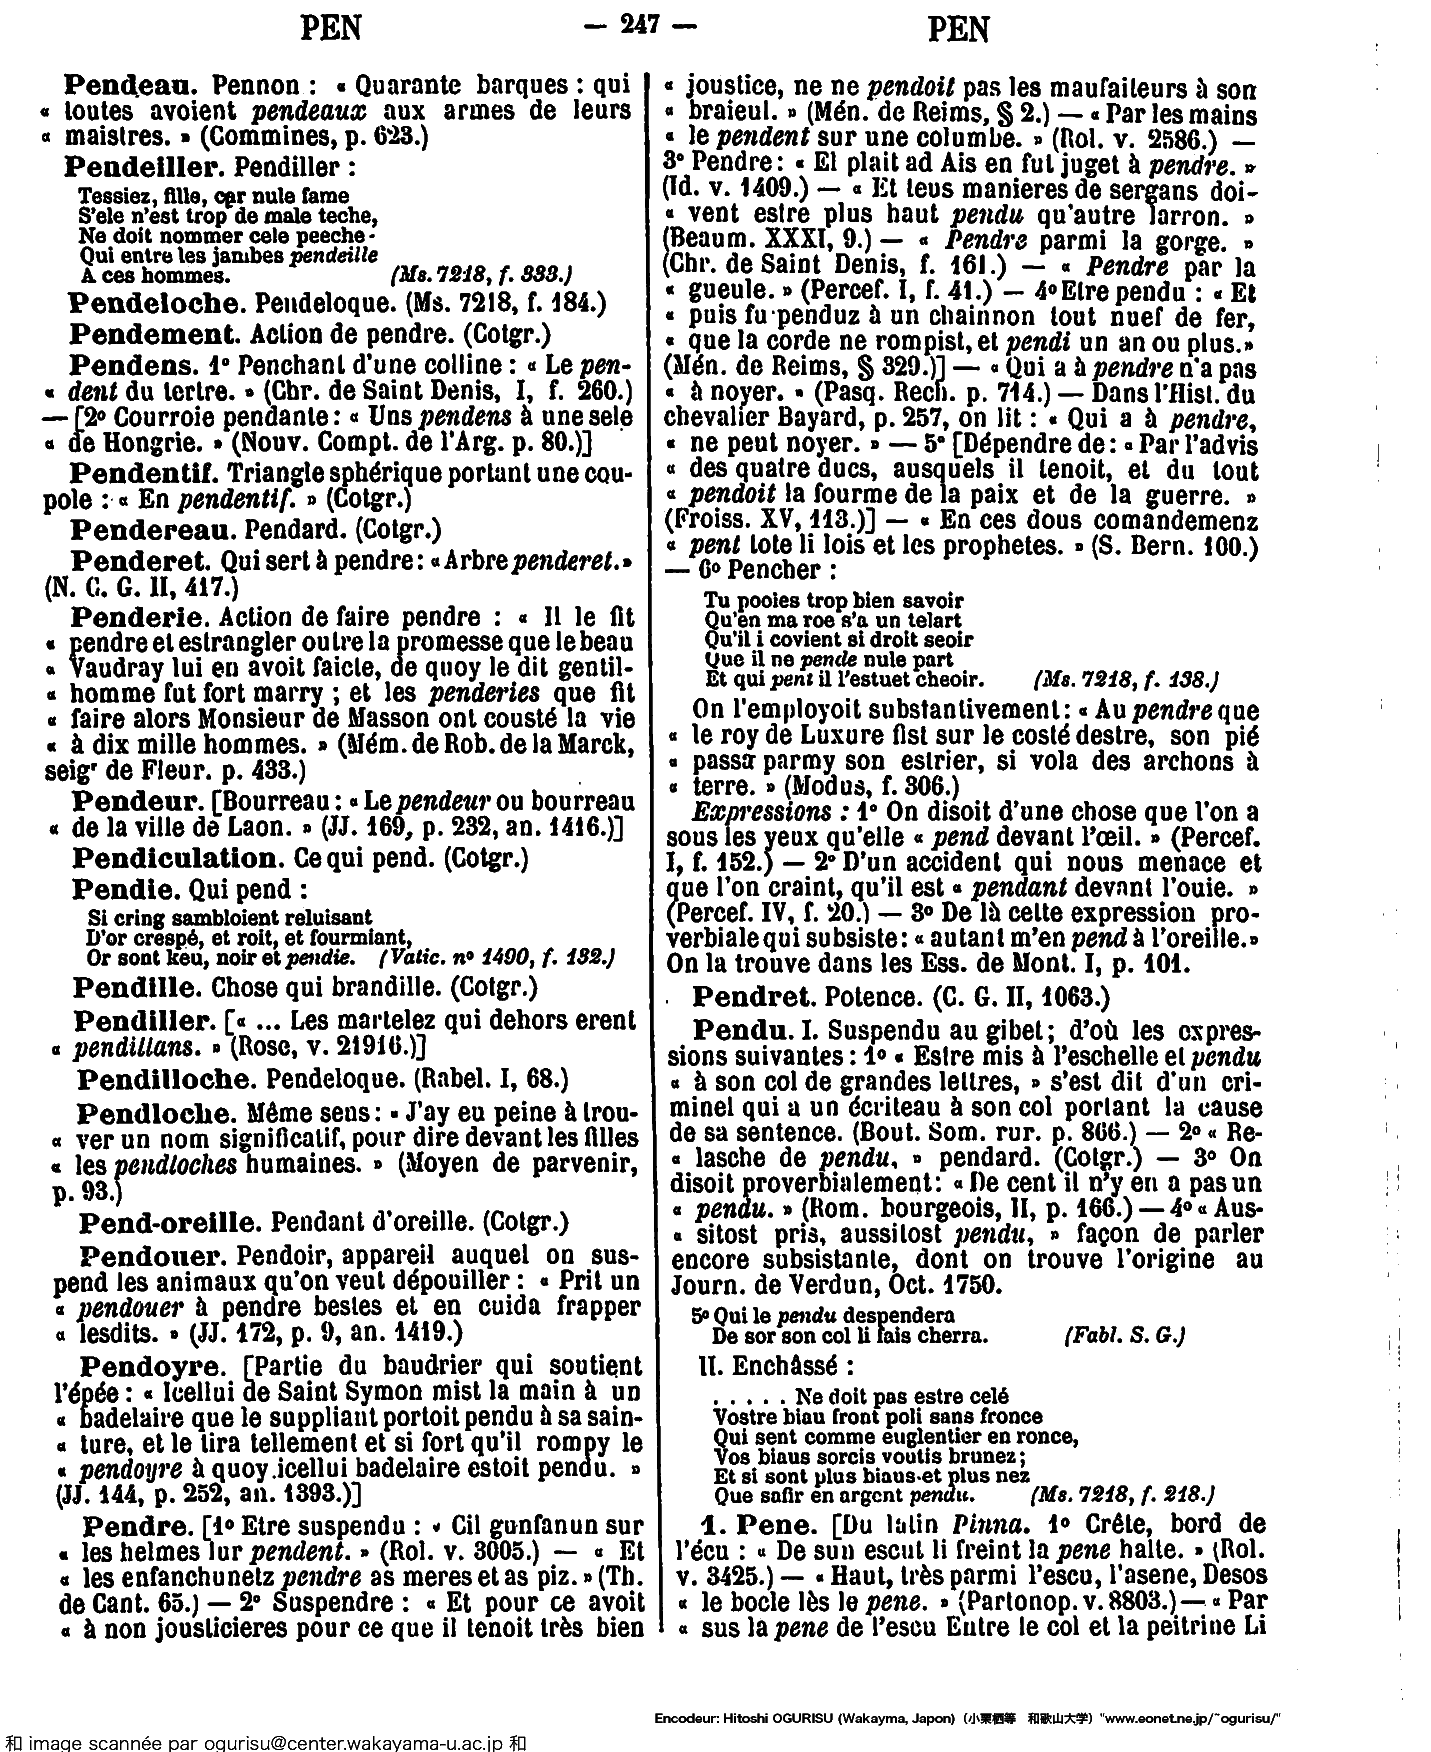 PEN — 247 — PEN
Pendeau. Pennon : « Quarante barques : qui
« toutes avoient pendeaux aux armes de leurs
« maistres. » (Commines, p. 623.)
Pendeiller. Pendiller :
Tessiez, fille, car nule fame
S'ele n'est trop de male teche,
Ne doit nommer cele peeche
Qui entre les jambes pendeille
A ces hommes. (Ms. 7218, f. 333.)
Pendeloche. Pendeloque. (Ms. 7218, f. 184.)
Pendement. Action de pendre. (Cotgr.)
Pendens. 1º Penchant d'une colline : « Le pen-
« dent du tertre. » (Chr. de Saint Denis, I, f. 260.)
— [2º Courroie pendante : « Uns pendens à une sele
« de Hongrie. » (Nouv. Compt. de l'Arg. p. 80.)]
Pendentif. Triangle sphérique portant une cou-
pole : « En pendentif. » (Cotgr.)
Pendereau. Pendard. (Cotgr.)
Penderet. Qui sert à pendre : « Arbre penderet. »
(N. C. G. II, 417.)
Penderie. Action de faire pendre : « Il le fit
« pendre et estrangler outre la promesse que le beau
« Vaudray lui en avoit faicte, de quoy le dit gentil-
« homme fut fort marry ; et les penderies que fit
« faire alors Monsieur de Masson ont cousté la vie
« à dix mille hommes. » (Mém. de Rob. de la Marck,
seigr de Fleur. p. 433.)
Pendeur. [Bourreau : « Le pendeur ou bourreau
« de la ville de Laon. » (JJ. 169, p. 232, an. 1416.)]
Pendiculation. Ce qui pend. (Cotgr.)
Pendie. Qui pend :
Si cring sambloient reluisant
D'or crespé, et roit, et fourmiant,
Or sont keu, noir et pendie. (Vatic. nº 1490, f. 132.)
Pendille. Chose qui brandille. (Cotgr.)
Pendiller. [« ... Les martelez qui dehors erent
« pendillans. » (Rose, v. 21916.)]
Pendilloche. Pendeloque. (Rabel. I, 68.)
Pendloche. Même sens : « J'ay eu peine à trou-
« ver un nom significatif, pour dire devant les filles
« les pendloches humaines. » (Moyen de parvenir,
p. 93.)
Pend-oreille. Pendant d'oreille. (Cotgr.)
Pendouer. Pendoir, appareil auquel on sus-
pend les animaux qu'on veut dépouiller : « Prit un
« pendouer à pendre bestes et en cuida frapper
« lesdits. » (JJ. 172, p. 9, an. 1419.)
Pendoyre. [Partie du baudrier qui soutient
l'épée : « Icellui de Saint Symon mist la main à un
« badelaire que le suppliant portoit pendu à sa sain-
« ture, et le tira tellement et si fort qu'il rompy le
« pendoyre à quoy icellui badelaire estoit pendu. »
(JJ. 144, p. 252, an. 1393.)]
Pendre. [1º Etre suspendu : « Cil gunfanun sur
« les helmes lur pendent. » (Rol. v. 3005.) — « Et
« les enfanchunetz pendre as meres et as piz. » (Th.
de Cant. 65.) — 2º Suspendre : « Et pour ce avoit
« à non jousticieres pour ce que il tenoit très bien
« joustice, ne ne pendoit pas les maufaiteurs à son
« braieul. » (Mén. de Reims, § 2.) — « Par les mains
« le pendent sur une columbe. » (Rol. v. 2586.) —
3º Pendre : « El plait ad Ais en fut juget à pendre. »
(Id. v. 1409.) — « Et teus manieres de sergans doi-
« vent estre plus haut pendu qu'autre larron. »
(Beaum. XXXI, 9.) — « Pendre parmi la gorge. »
(Chr. de Saint Denis, f. 161.) — « Pendre par la
« gueule. » (Percef. I, f. 41.) — 4º Etre pendu : « Et
« puis fu penduz à un chainnon tout nuef de fer,
« que la corde ne rompist, et pendi un an ou plus. »
(Mén. de Reims, § 329.)] — « Qui a à pendre n'a pas
« à noyer. » (Pasq. Rech. p. 714.) — Dans l'Hist. du
chevalier Bayard, p. 257, on lit : « Qui a à pendre,
« ne peut noyer. » — 5º [Dépendre de : « Par l'advis
« des quatre ducs, ausquels il tenoit, et du tout
« pendoit la fourme de la paix et de la guerre. »
(Froiss. XV, 113.)] — « En ces dous comandemenz
« pent tote li lois et les prophetes. » (S. Bern. 100.)
— 6º Pencher :
Tu pooies trop bien savoir
Qu'en ma roe s'a un telart
Qu'il i covient si droit seoir
Que il ne pende nule part
Et qui pent il l'estuet cheoir. (Ms. 7218, f. 138.)
On l'employoit substantivement : « Au pendre que
« le roy de Luxure fist sur le costé destre, son pié
« passa parmy son estrier, si vola des archons à
« terre. » (Modus, f. 306.)
Expressions : 1º On disoit d'une chose que l'on a
sous les yeux qu'elle « pend devant l'œil. » (Percef.
I, f. 152.) — 2º D'un accident qui nous menace et
que l'on craint, qu'il est « pendant devant l'ouie. »
(Percef. IV, f. 20.) — 3º De là cette expression pro-
verbiale qui subsiste : « autant m'en pend à l'oreille. »
On la trouve dans les Ess. de Mont. I, p. 101.
Pendret. Potence. (C. G. II, 1063.)
Pendu. I. Suspendu au gibet ; d'où les expres-
sions suivantes : 1º « Estre mis à l'eschelle et pendu
« à son col de grandes lettres, » s'est dit d'un cri-
minel qui a un écriteau à son col portant la cause
de sa sentence. (Bout. Som. rur. p. 866.) — 2º « Re-
« lasche de pendu, » pendard. (Cotgr.) — 3º On
disoit proverbialement : « De cent il n'y en a pas un
« pendu. » (Rom. bourgeois, II, p. 166.) — 4º « Aus-
« sitost pris, aussitost pendu, » façon de parler
encore subsistante, dont on trouve l'origine au
Journ. de Verdun, Oct. 1750.
5º Qui le pendu despendera
De sor son col li fais cherra. (Fabl. S. G.)
II. Enchâssé :
. . . . . Ne doit pas estre celé
Vostre biau front poli sans fronce
Qui sent comme euglentier en ronce,
Vos biaus sorcis voutis brunez ;
Et si sont plus biaus et plus nez
Que safir en argent pendu. (Ms. 7218, f. 218.)
1. Pene. [Du latin Pinna. 1º Crête, bord de
l'écu : « De sun escut li freint la pene halte. » (Rol.
v. 3425.) — « Haut, très parmi l'escu, l'asene, Desos
« le bocle lès le pene. » (Partonop. v. 8803.) — « Par
« sus la pene de l'escu Entre le col et la peitrine Li
Encodeur: Hitoshi OGURISU (Wakayma, Japon) (小栗栖等 和歌山大学) "www.eonet.ne.jp/~ogurisu/"
和 image scannée par ogurisu@center.wakayama-u.ac.jp 和